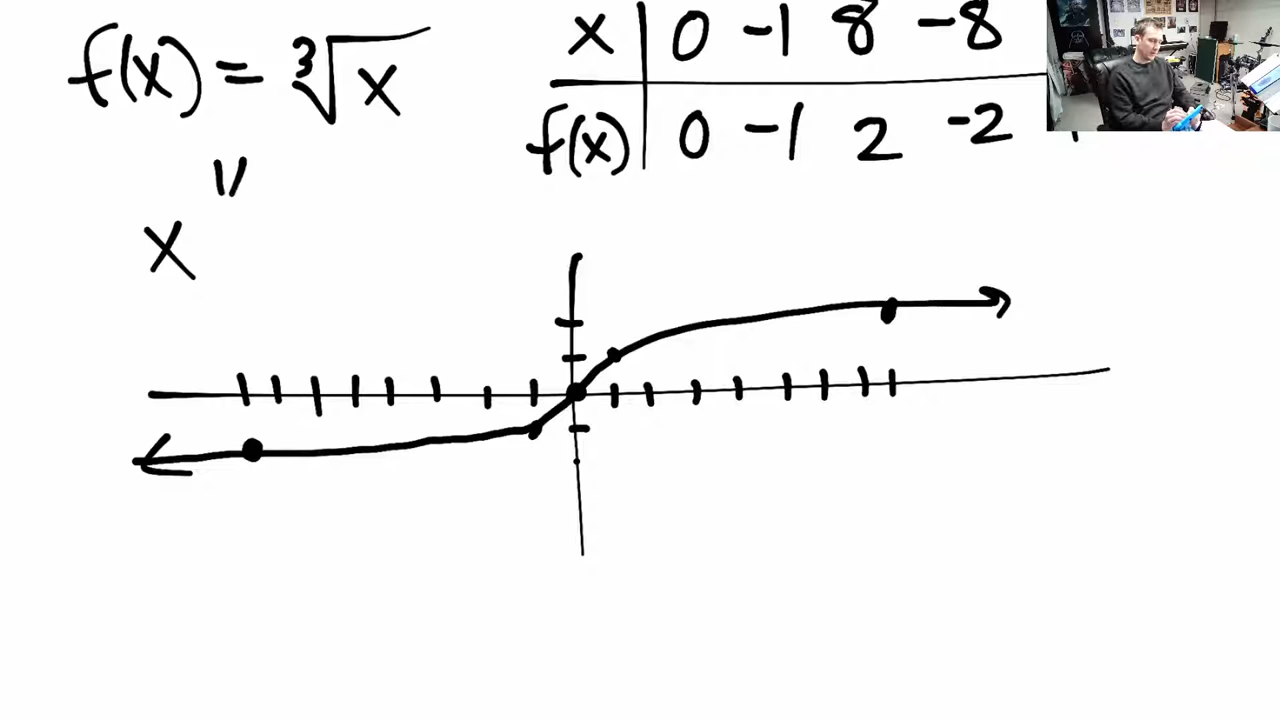 f(x) = ∛x
x | 0 -1 8 -8
f(x) | 0 -1 2 -2
"
x